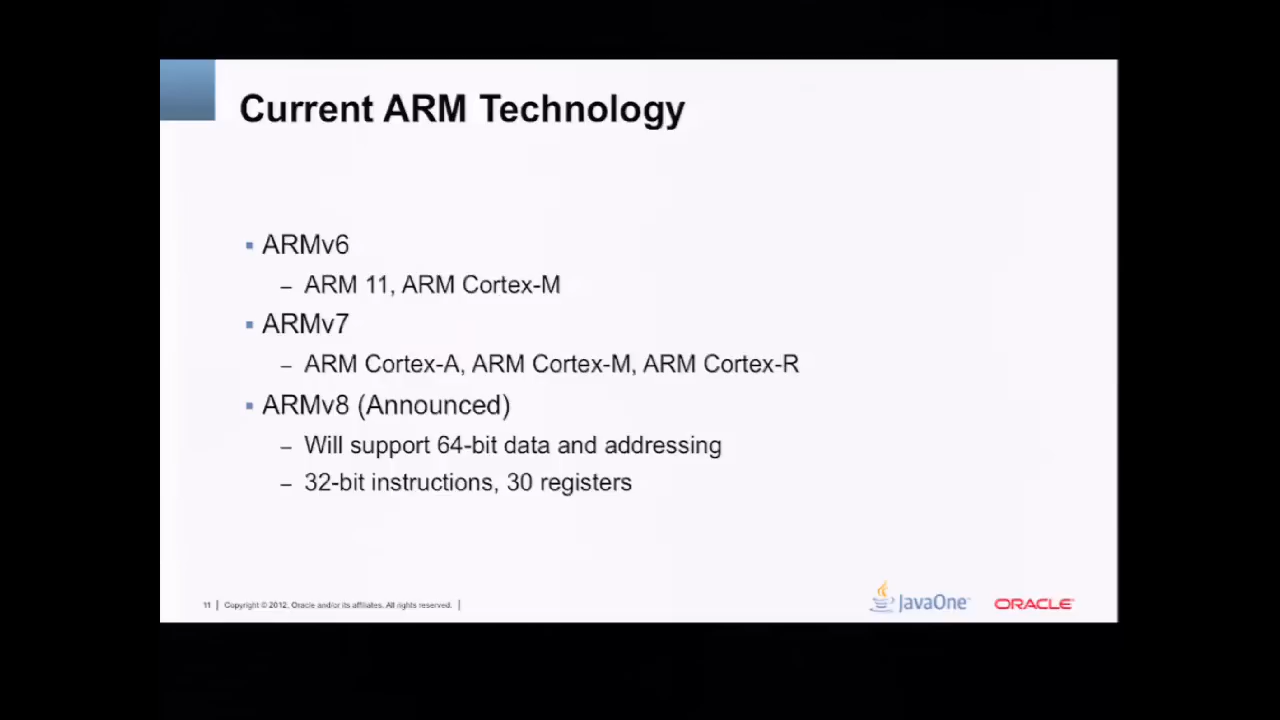 Current ARM Technology
▪ ARMv6
– ARM 11, ARM Cortex-M
▪ ARMv7
– ARM Cortex-A, ARM Cortex-M, ARM Cortex-R
▪ ARMv8 (Announced)
– Will support 64-bit data and addressing
– 32-bit instructions, 30 registers
11 | Copyright © 2012, Oracle and/or its affiliates. All rights reserved. |
JavaOne™ ORACLE™